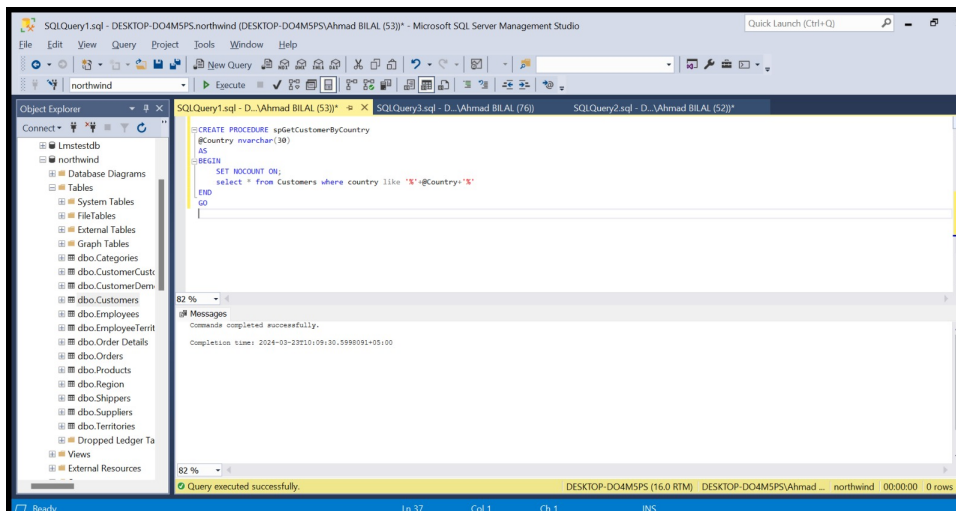 SQLQuery1.sql - DESKTOP-DO4M5PS.northwind (DESKTOP-DO4M5PS\Ahmad BILAL (53))* - Microsoft SQL Server Management Studio
Quick Launch (Ctrl+Q)
File Edit View Query Project Tools Window Help
New Query
northwind
Execute
Object Explorer
SQLQuery1.sql - D...\Ahmad BILAL (53))*
SQLQuery3.sql - D...\Ahmad BILAL (76))
SQLQuery2.sql - D...\Ahmad BILAL (52))*
Connect
Lmstestdb
northwind
Database Diagrams
Tables
System Tables
FileTables
External Tables
Graph Tables
dbo.Categories
dbo.CustomerCusto
dbo.CustomerDem
dbo.Customers
dbo.Employees
dbo.EmployeeTerrit
dbo.Order Details
dbo.Orders
dbo.Products
dbo.Region
dbo.Shippers
dbo.Suppliers
dbo.Territories
Dropped Ledger Ta
Views
External Resources
CREATE PROCEDURE spGetCustomerByCountry
@Country nvarchar(30)
AS
BEGIN
SET NOCOUNT ON;
select * from Customers where country like '%'+@Country+'%'
END
GO
82 %
Messages
Commands completed successfully.
Completion time: 2024-03-23T10:09:30.5998091+05:00
82 %
Query executed successfully.
DESKTOP-DO4M5PS (16.0 RTM)
DESKTOP-DO4M5PS\Ahmad ...
northwind
00:00:00
0 rows
Ready
Ln 37
Col 1
Ch 1
INS